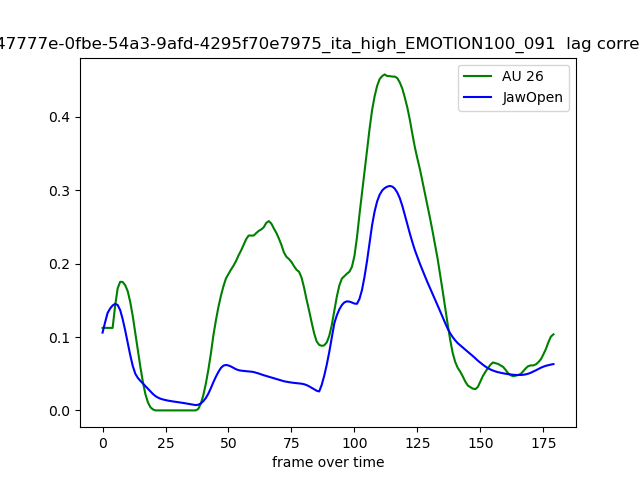 47777e-0fbe-54a3-9afd-4295f70e7975_ita_high_EMOTION100_091 lag corre
AU 26
JawOpen
0.4
0.3
0.2
0.1
0.0
0 25 50 75 100 125 150 175
frame over time